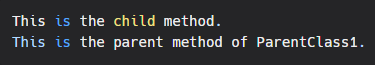 This is the child method.
This is the parent method of ParentClass1.